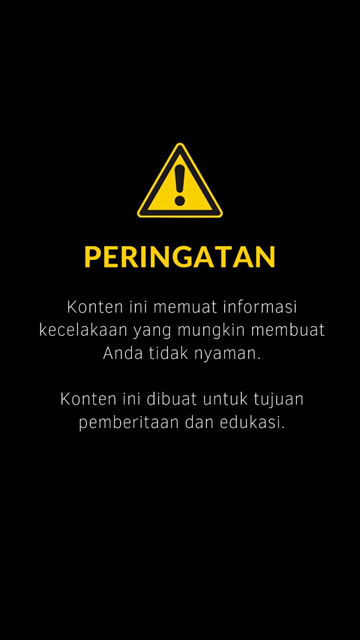 PERINGATAN
Konten ini memuat informasi
kecelakaan yang mungkin membuat
Anda tidak nyaman.
Konten ini dibuat untuk tujuan
pemberitaan dan edukasi.